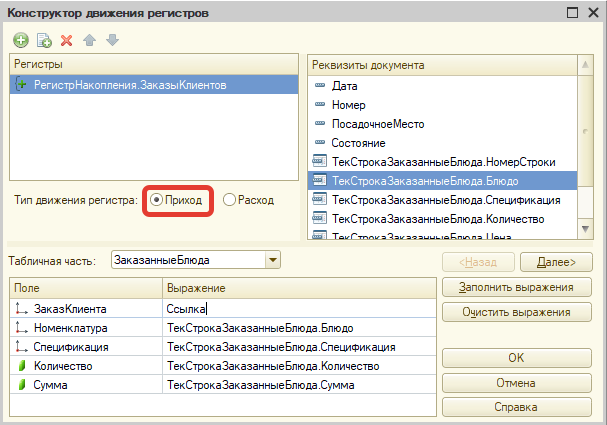 Конструктор движения регистров
Регистры
РегистрНакопления.ЗаказыКлиентов
Тип движения регистра:
Приход
Расход
Реквизиты документа
Дата
Номер
ПосадочноеМесто
Состояние
ТекСтрокаЗаказанныеБлюда.НомерСтроки
ТекСтрокаЗаказанныеБлюда.Блюдо
ТекСтрокаЗаказанныеБлюда.Спецификация
ТекСтрокаЗаказанныеБлюда.Количество
ТекСтрокаЗаказанныеБлюда.Цена
Табличная часть:
ЗаказанныеБлюда
<Назад
Далее>
Поле Выражение
ЗаказКлиента Ссылка
Номенклатура ТекСтрокаЗаказанныеБлюда.Блюдо
Спецификация ТекСтрокаЗаказанныеБлюда.Спецификация
Количество ТекСтрокаЗаказанныеБлюда.Количество
Сумма ТекСтрокаЗаказанныеБлюда.Сумма
Заполнить выражения
Очистить выражения
OK
Отмена
Справка